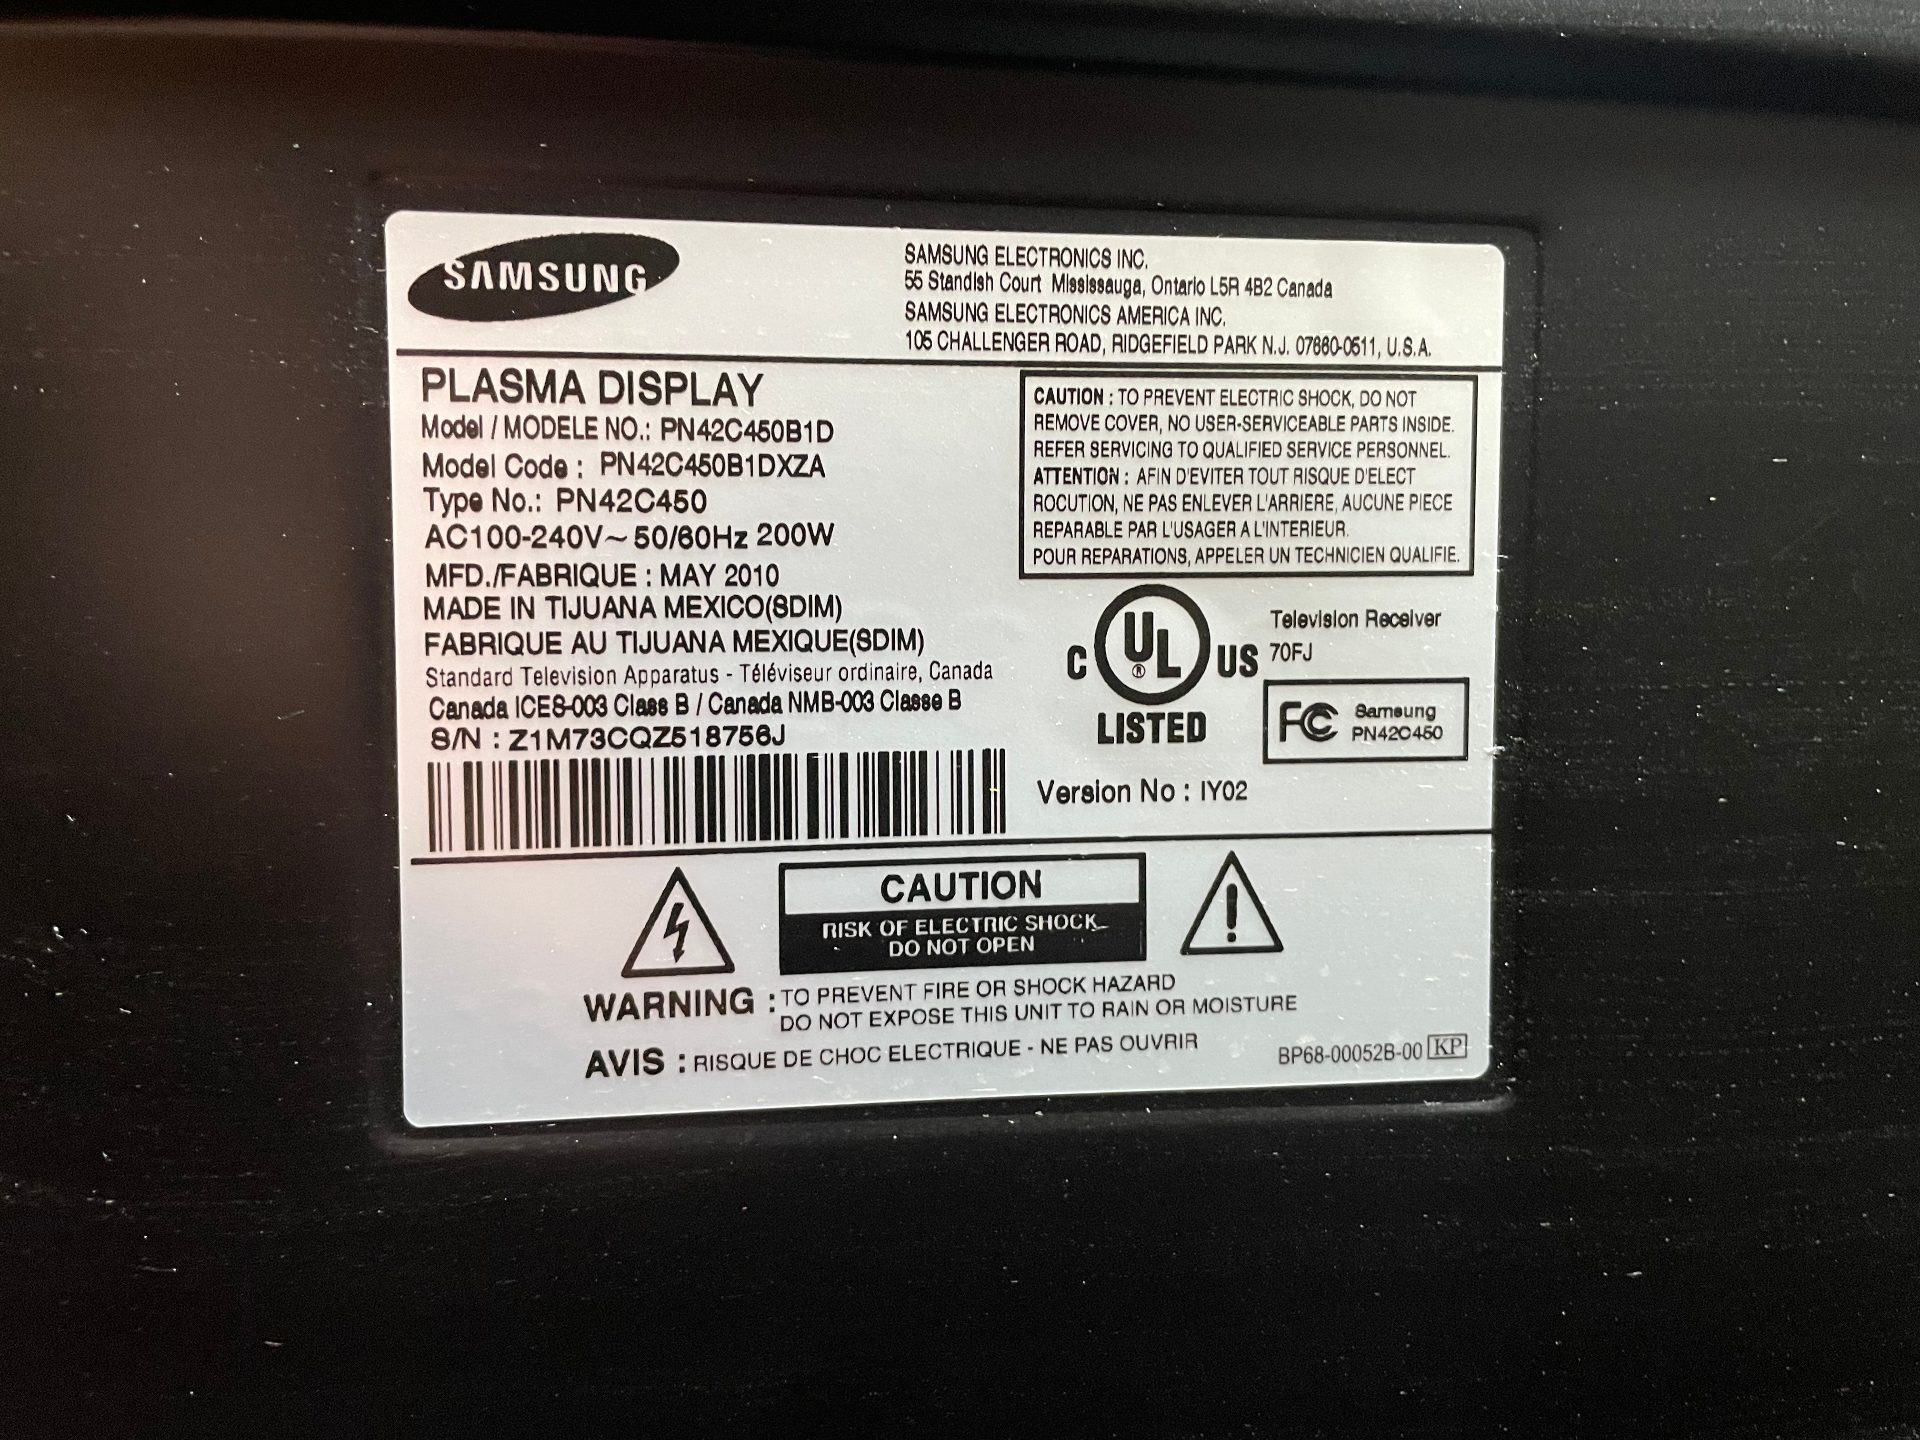 SAMSUNG
SAMSUNG ELECTRONICS INC.
55 Standish Court Mississauga, Ontario L5R 4B2 Canada
SAMSUNG ELECTRONICS AMERICA INC.
105 CHALLENGER ROAD, RIDGEFIELD PARK N.J. 07660-0511, U.S.A.
PLASMA DISPLAY
Model / MODELE NO.: PN42C450B1D
Model Code : PN42C450B1DXZA
Type No.: PN42C450
AC100-240V~ 50/60Hz 200W
MFD./FABRIQUE : MAY 2010
MADE IN TIJUANA MEXICO(SDIM)
FABRIQUE AU TIJUANA MEXIQUE(SDIM)
Standard Television Apparatus - Téléviseur ordinaire, Canada
Canada ICES-003 Class B / Canada NMB-003 Classe B
S/N : Z1M73CQZ518756J
CAUTION : TO PREVENT ELECTRIC SHOCK, DO NOT
REMOVE COVER, NO USER-SERVICEABLE PARTS INSIDE.
REFER SERVICING TO QUALIFIED SERVICE PERSONNEL.
ATTENTION : AFIN D'EVITER TOUT RISQUE D'ELECT
ROCUTION, NE PAS ENLEVER L'ARRIERE, AUCUNE PIECE
REPARABLE PAR L'USAGER A L'INTERIEUR.
POUR REPARATIONS, APPELER UN TECHNICIEN QUALIFIE.
C UL ® US
LISTED
Television Receiver
70FJ
FC Samsung
PN42C450
Version No : IY02
CAUTION
RISK OF ELECTRIC SHOCK
DO NOT OPEN
WARNING : TO PREVENT FIRE OR SHOCK HAZARD
DO NOT EXPOSE THIS UNIT TO RAIN OR MOISTURE
AVIS : RISQUE DE CHOC ELECTRIQUE - NE PAS OUVRIR
BP68-00052B-00 KP